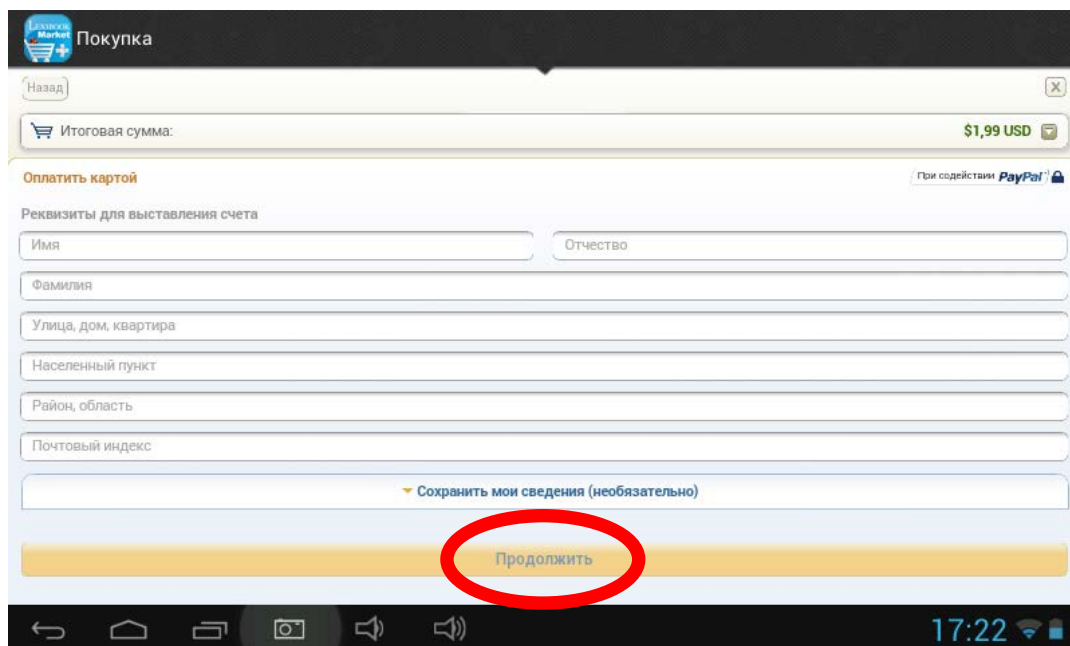 LEXIBOOK
Market
Покупка
Назад
X
Итоговая сумма: $1,99 USD
Оплатить картой
При содействии PayPal
Реквизиты для выставления счета
Имя Отчество
Фамилия
Улица, дом, квартира
Населенный пункт
Район, область
Почтовый индекс
Сохранить мои сведения (необязательно)
Продолжить
17:22